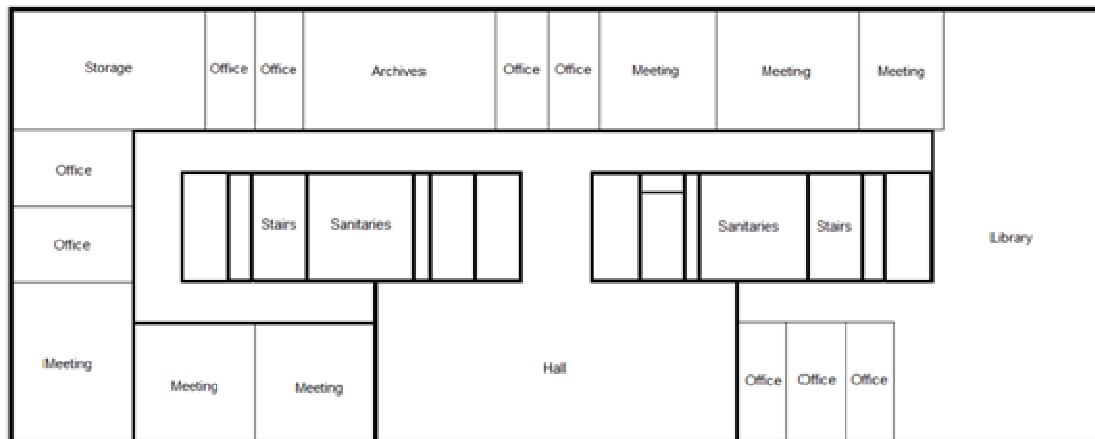 Storage
Office
Office
Archives
Office
Office
Meeting
Meeting
Meeting
Office
Office
Stairs
Sanitaries
Sanitaries
Stairs
Library
Meeting
Meeting
Meeting
Hall
Office
Office
Office